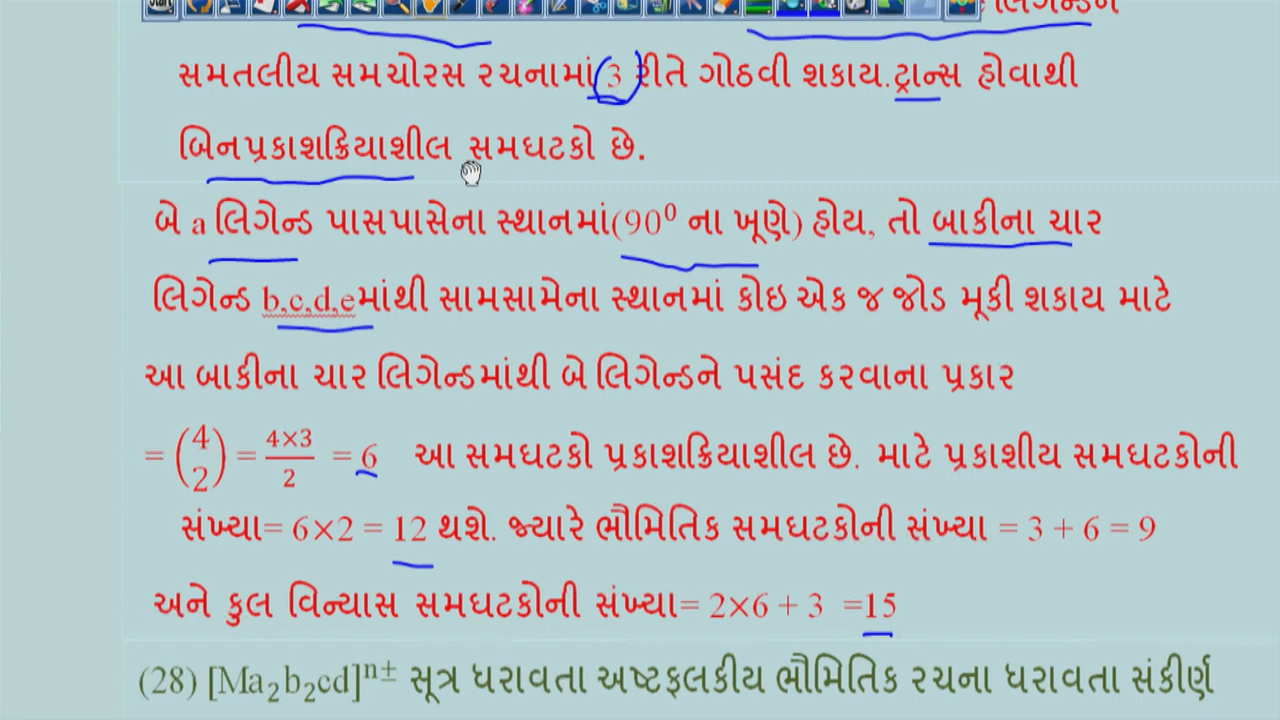 લિગેન્ડને
સમતલીય સમચોરસ રચનામાં 3 રીતે ગોઠવી શકાય.ટ્રાન્સ હોવાથી
બિનપ્રકાશક્રિયાશીલ સમઘટકો છે.
બે a લિગેન્ડ પાસપાસેના સ્થાનમાં(90⁰ ના ખૂણે) હોય, તો બાકીના ચાર
લિગેન્ડ b,c,d,eમાંથી સામસામેના સ્થાનમાં કોઇ એક જ જોડ મૂકી શકાય માટે
આ બાકીના ચાર લિગેન્ડમાંથી બે લિગેન્ડને પસંદ કરવાના પ્રકાર
= (4 2) = 4×3/2 = 6 આ સમઘટકો પ્રકાશક્રિયાશીલ છે. માટે પ્રકાશીય સમઘટકોની
સંખ્યા= 6×2 = 12 થશે. જ્યારે ભૌમિતિક સમઘટકોની સંખ્યા = 3 + 6 = 9
અને કુલ વિન્યાસ સમઘટકોની સંખ્યા= 2×6 + 3 =15
(28) [Ma₂b₂cd]ⁿ± સૂત્ર ધરાવતા અષ્ટફલકીય ભૌમિતિક રચના ધરાવતા સંકીર્ણ